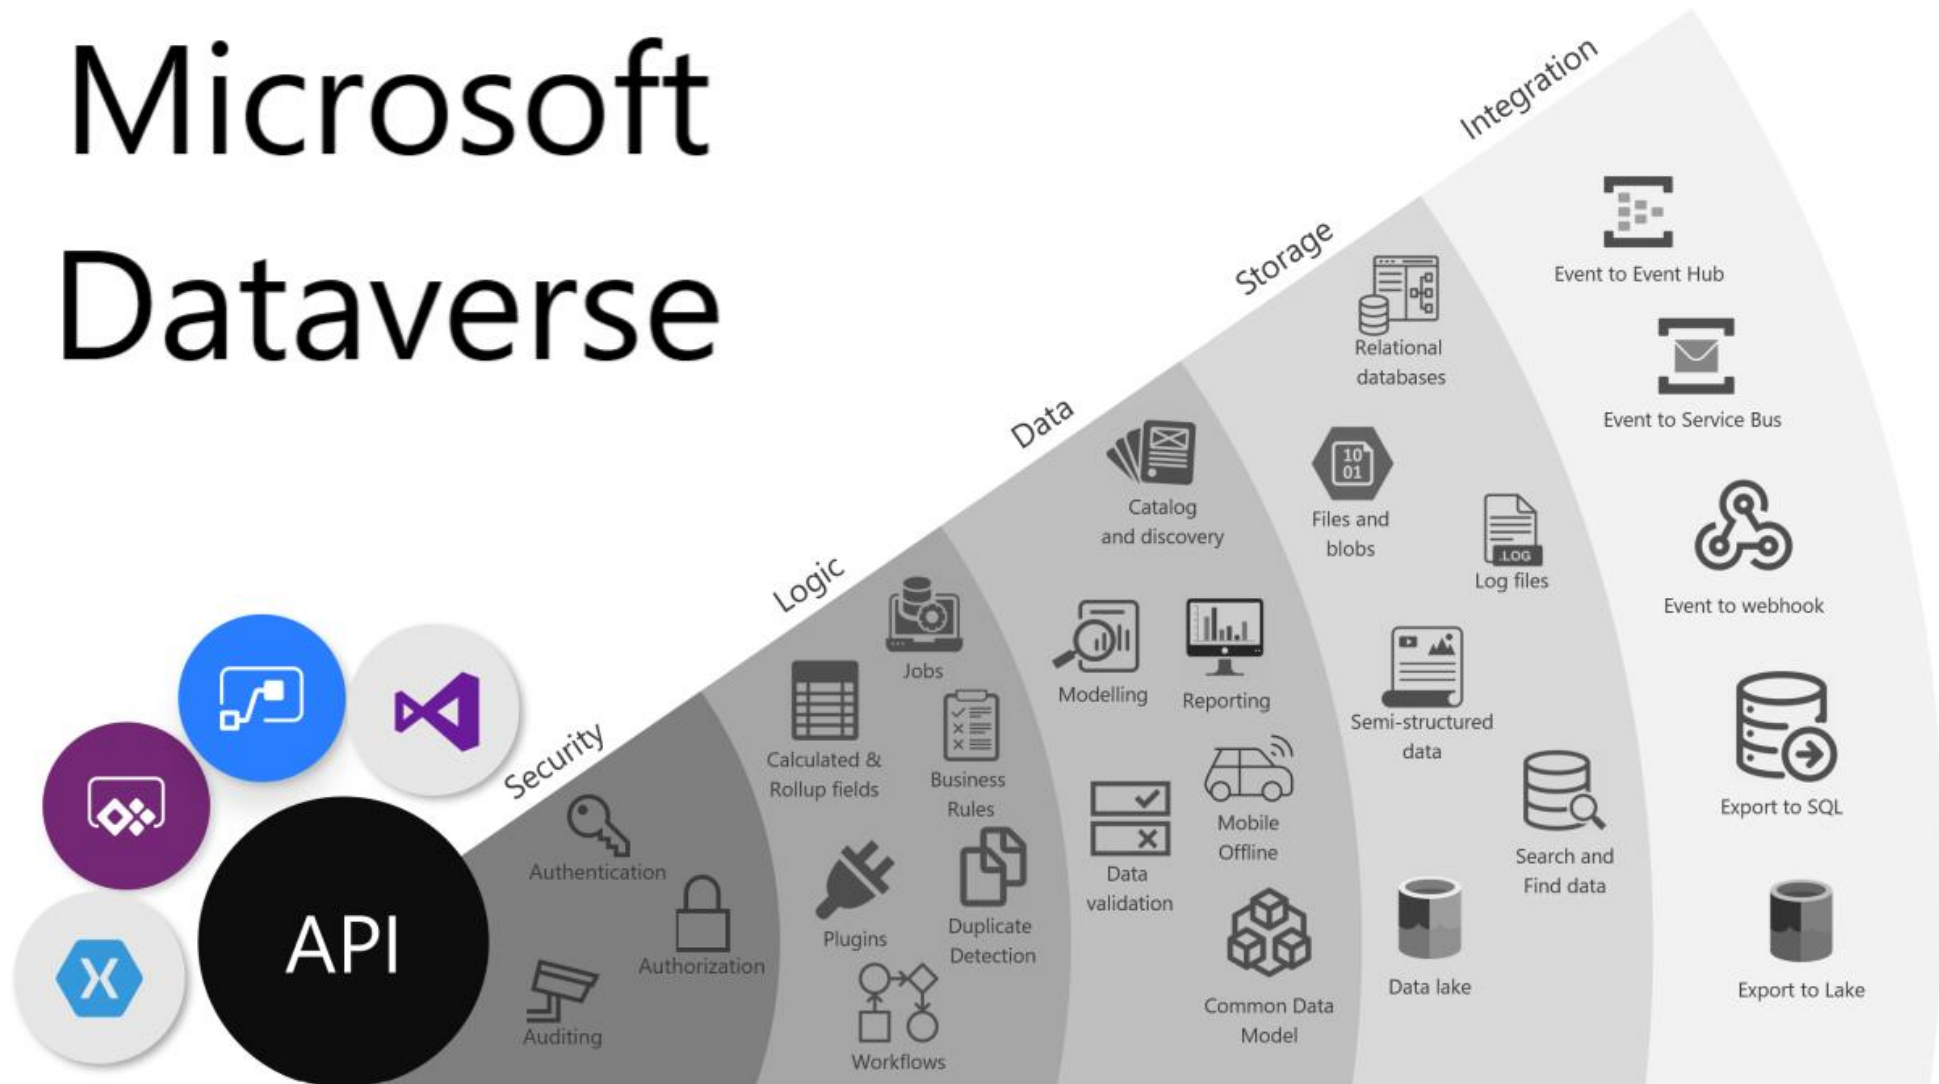 Microsoft
Dataverse
API
Security
Authentication
Authorization
Auditing
Logic
Jobs
Calculated &
Rollup fields
Business
Rules
Plugins
Duplicate
Detection
Workflows
Data
Catalog
and discovery
Modelling
Reporting
Data
validation
Mobile
Offline
Common Data
Model
Storage
Relational
databases
10
01
Files and
blobs
.LOG
Log files
Semi-structured
data
Search and
Find data
Data lake
Integration
Event to Event Hub
Event to Service Bus
Event to webhook
Export to SQL
Export to Lake